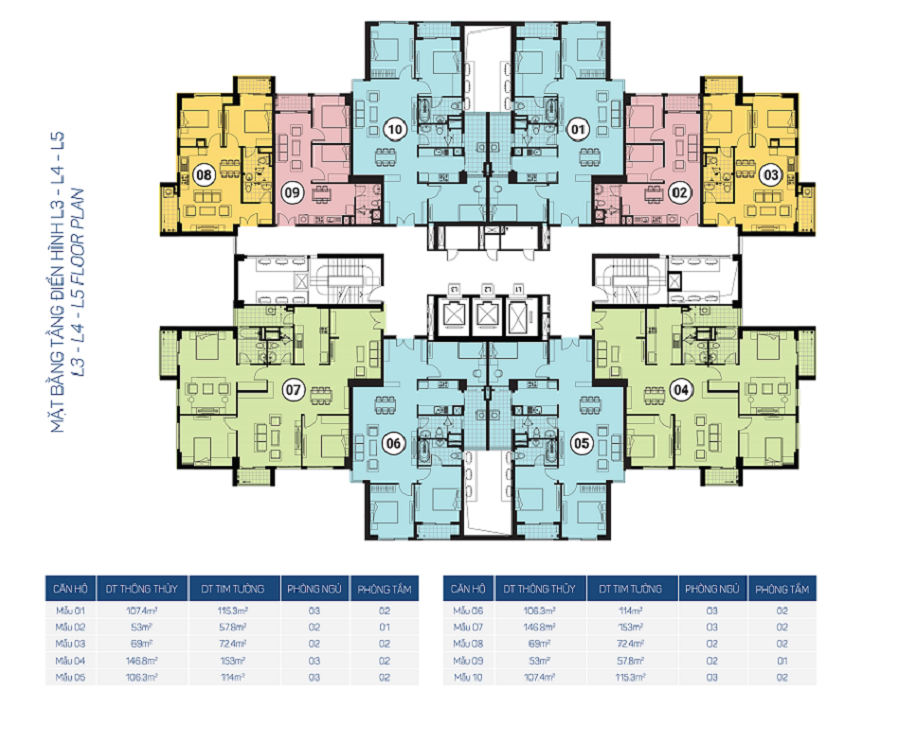 MẶT BẰNG TẦNG ĐIỂN HÌNH L3 - L4 - L5
L3 - L4 - L5 FLOOR PLAN
10
01
08
09
02
03
07
04
06
05
CĂN HỘ DT THÔNG THỦY DT TIM TƯỜNG PHÒNG NGỦ PHÒNG TẮM
Mẫu 01 107.4m² 115.3m² 03 02
Mẫu 02 53m² 57.8m² 02 01
Mẫu 03 69m² 72.4m² 02 02
Mẫu 04 146.8m² 153m² 03 02
Mẫu 05 106.3m² 114m² 03 02
CĂN HỘ DT THÔNG THỦY DT TIM TƯỜNG PHÒNG NGỦ PHÒNG TẮM
Mẫu 06 106.3m² 114m² 03 02
Mẫu 07 146.8m² 153m² 03 02
Mẫu 08 69m² 72.4m² 02 02
Mẫu 09 53m² 57.8m² 02 01
Mẫu 10 107.4m² 115.3m² 03 02